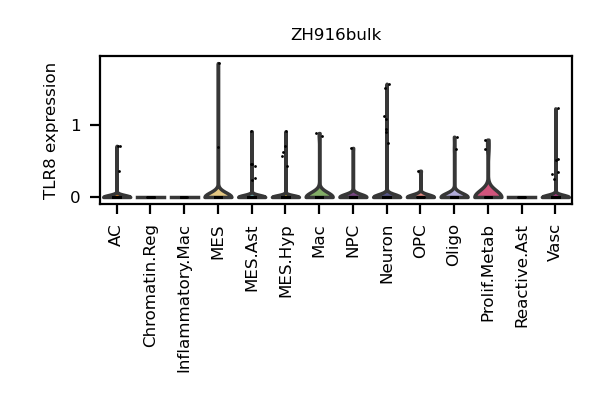 ZH916bulk
TLR8 expression
1
0
AC
Chromatin.Reg
Inflammatory.Mac
MES
MES.Ast
MES.Hyp
Mac
NPC
Neuron
OPC
Oligo
Prolif.Metab
Reactive.Ast
Vasc